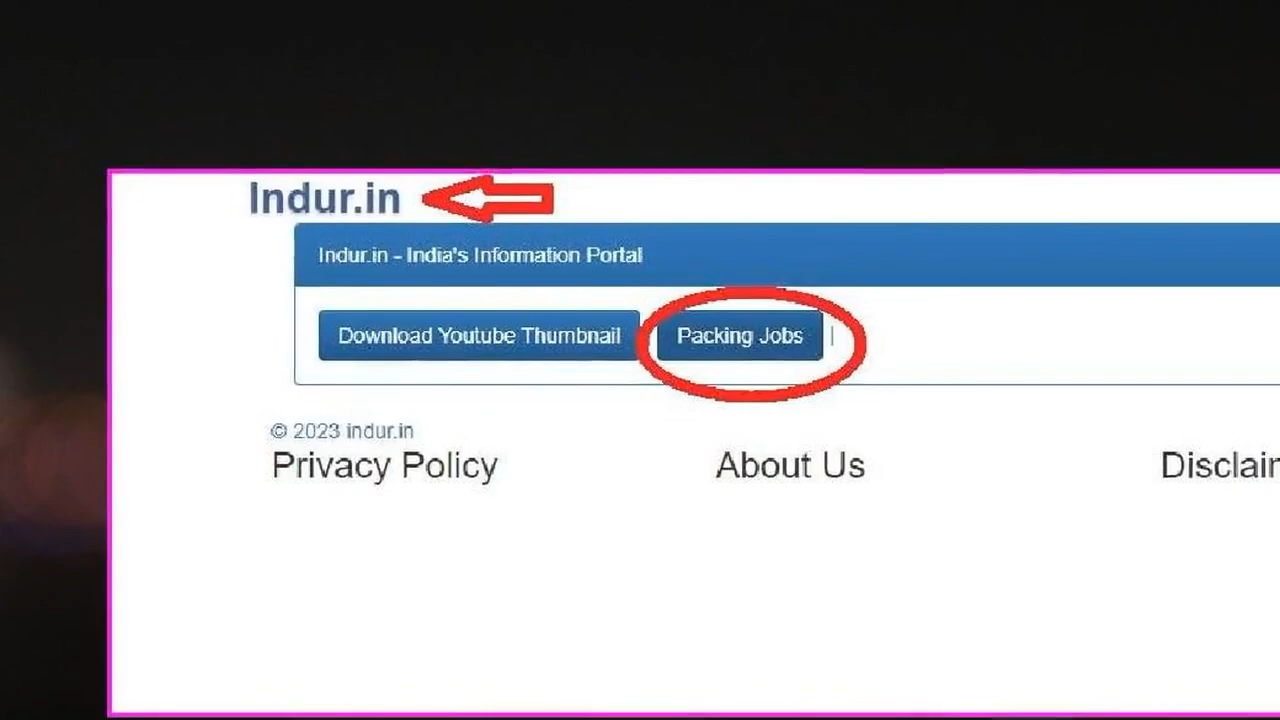 Indur.in
Indur.in - India's Information Portal
Download Youtube Thumbnail
Packing Jobs
© 2023 indur.in
Privacy Policy
About Us